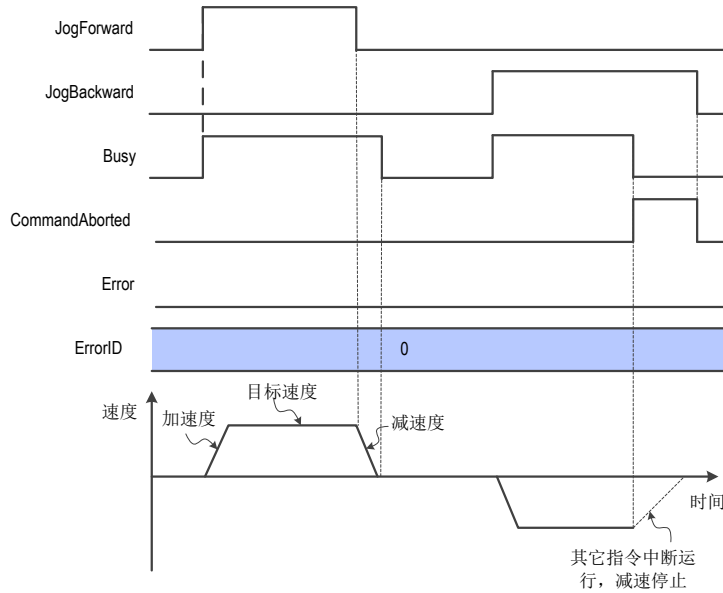 JogForward
JogBackward
Busy
CommandAborted
Error
ErrorID
0
目标速度
速度
加速度
减速度
时间
其它指令中断运
行，减速停止